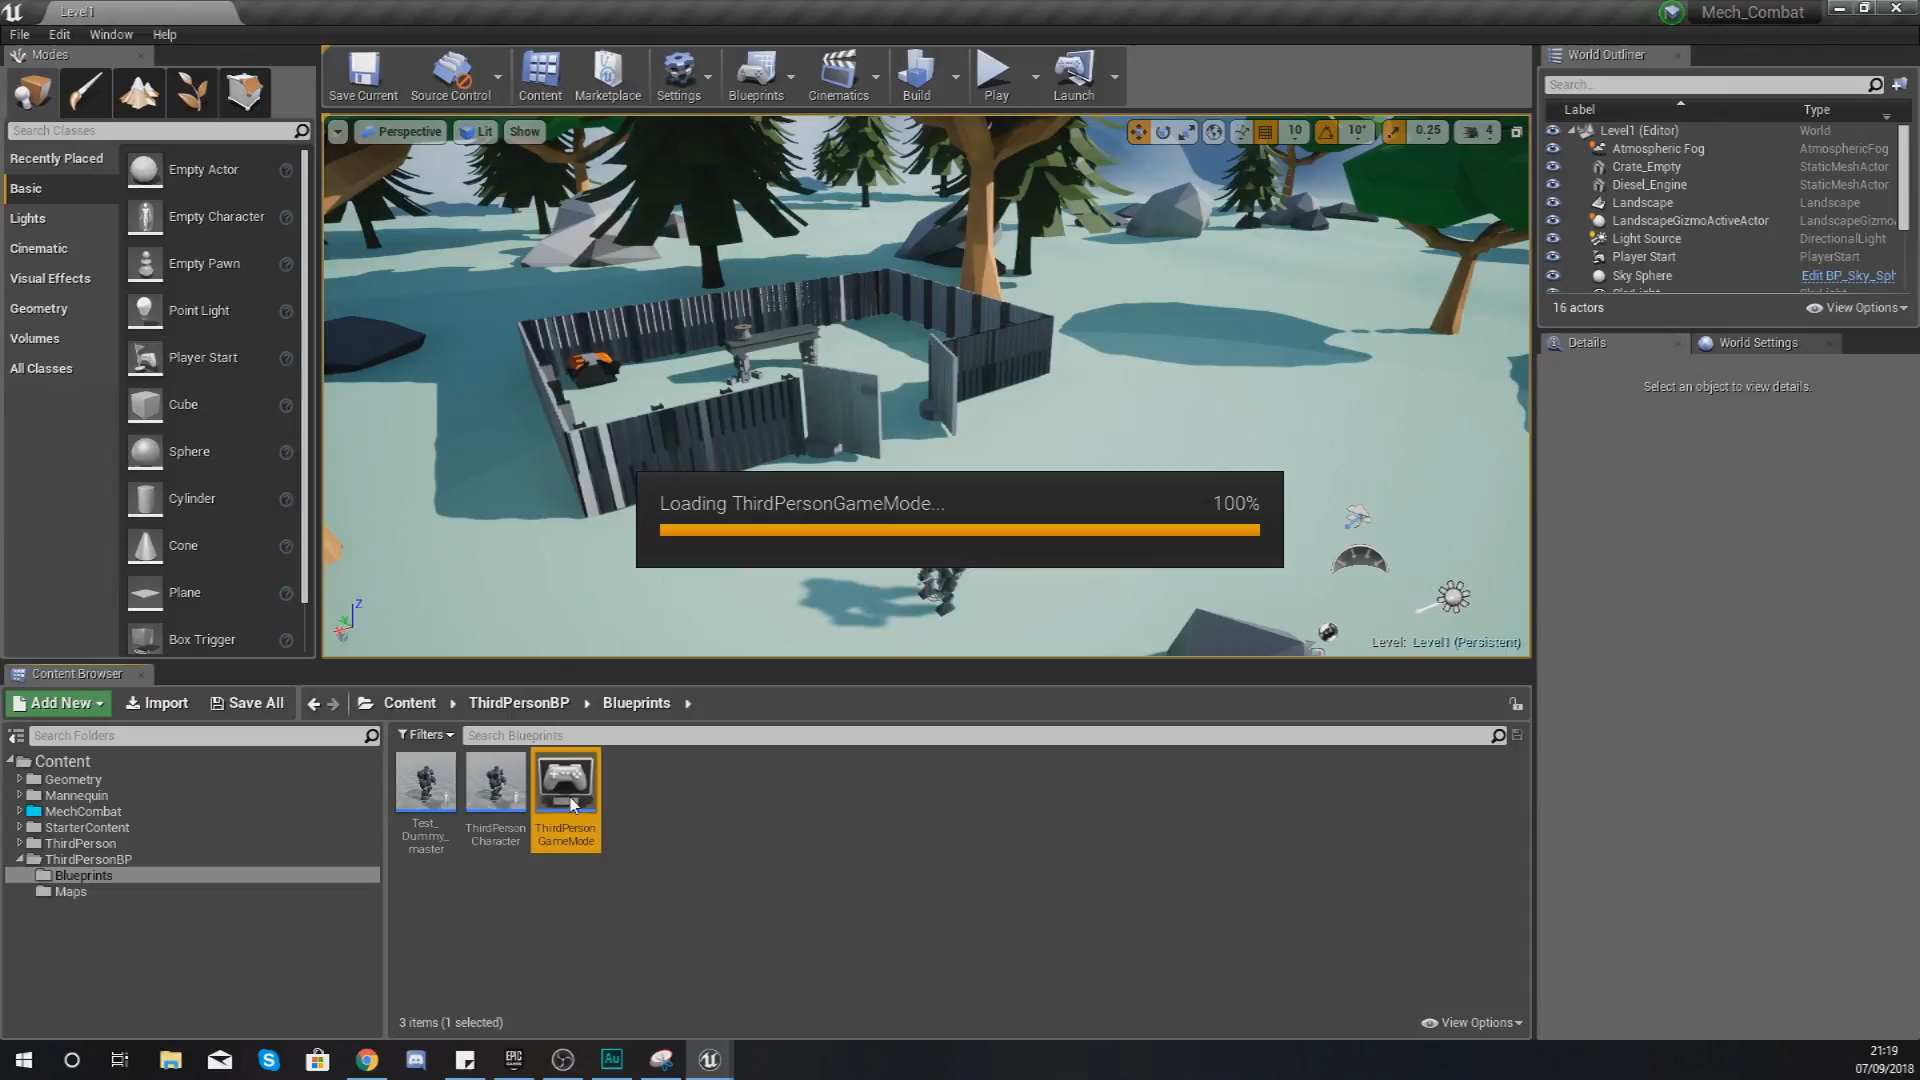 Level1
Mech_Combat
File Edit Window Help
Modes
Search Classes
Recently Placed
Basic
Lights
Cinematic
Visual Effects
Geometry
Volumes
All Classes
Empty Actor
Empty Character
Empty Pawn
Point Light
Player Start
Cube
Sphere
Cylinder
Cone
Plane
Box Trigger
Save Current Source Control Content Marketplace Settings Blueprints Cinematics Build Play Launch
Perspective Lit Show
10 10° 0.25 4
Loading ThirdPersonGameMode... 100%
Z
Level: Level1 (Persistent)
World Outliner
Search...
Label Type
Level1 (Editor) World
Atmospheric Fog AtmosphericFog
Crate_Empty StaticMeshActor
Diesel_Engine StaticMeshActor
Landscape Landscape
LandscapeGizmoActiveActor LandscapeGizmo
Light Source DirectionalLight
Player Start PlayerStart
Sky Sphere Edit BP_Sky_Sph
16 actors View Options
Details World Settings
Select an object to view details.
Content Browser
Add New Import Save All Content ThirdPersonBP Blueprints
Search Folders
Filters Search Blueprints
Content
Geometry
Mannequin
MechCombat
StarterContent
ThirdPerson
ThirdPersonBP
Blueprints
Maps
Test_
Dummy_
master
ThirdPerson
Character
ThirdPerson
GameMode
3 items (1 selected) View Options
EPIC
GAMES
Au
21:19
07/09/2018